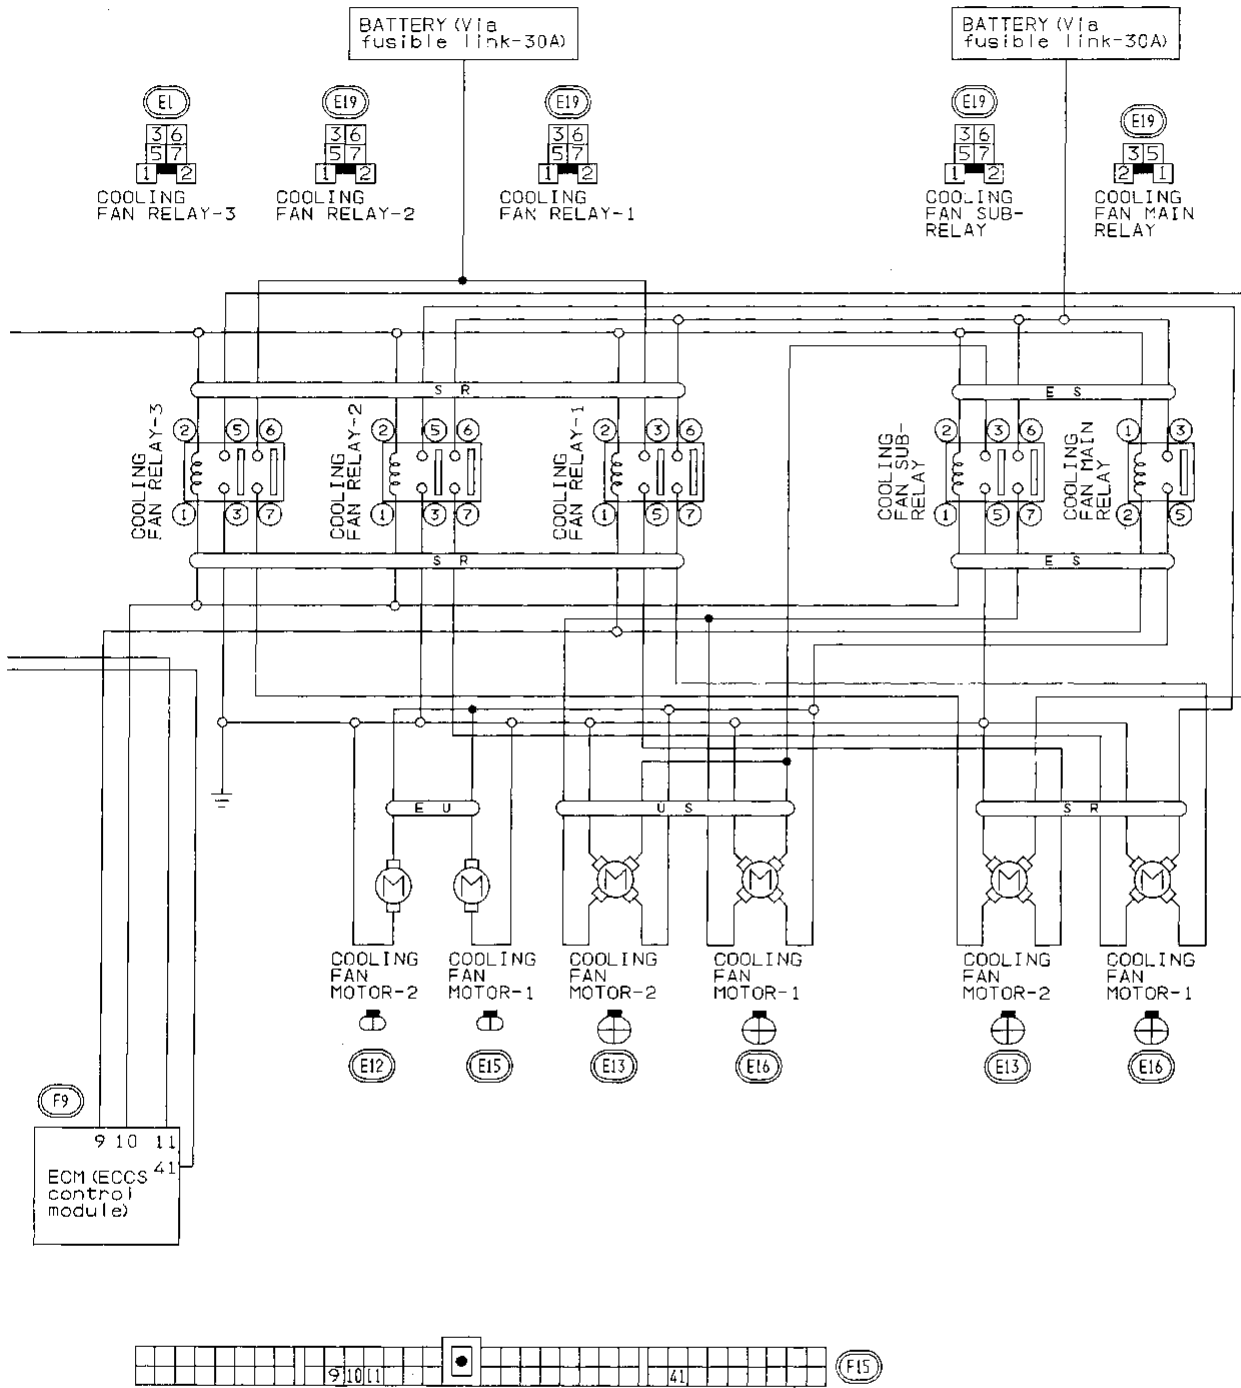 BATTERY (Via
fusible link-30A)
BATTERY (Via
fusible link-30A)
E1
E19
E19
E19
E19
3 6
5 7
1 2
3 6
5 7
1 2
3 6
5 7
1 2
3 6
5 7
1 2
3 5
2 1
COOLING
FAN RELAY-3
COOLING
FAN RELAY-2
COOLING
FAN RELAY-1
COOLING
FAN SUB-
RELAY
COOLING
FAN MAIN
RELAY
S R
E S
COOLING
FAN RELAY-3
2 5 6
1 3 7
COOLING
FAN RELAY-2
2 5 6
1 3 7
COOLING
FAN RELAY-1
2 3 6
1 5 7
COOLING
FAN SUB-
RELAY
2 3 6
1 5 7
COOLING
FAN MAIN
RELAY
1 3
2 5
S R
E S
E U
U S
S R
M
M
M
M
M
M
COOLING
FAN
MOTOR-2
COOLING
FAN
MOTOR-1
COOLING
FAN
MOTOR-2
COOLING
FAN
MOTOR-1
COOLING
FAN
MOTOR-2
COOLING
FAN
MOTOR-1
E12
E15
E13
E16
E13
E16
F9
9 10 11
41
ECM (ECCS
control
module)
9 10 11
41
F15